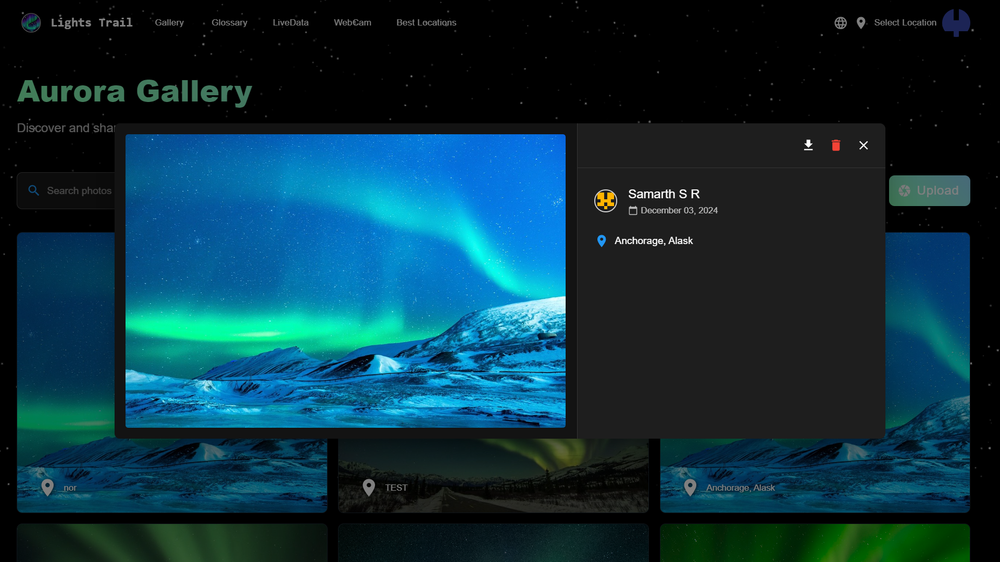 Lights Trail
Gallery
Glossary
LiveData
WebCam
Best Locations
Select Location
Aurora Gallery
Discover and
Search photos
Upload
Samarth S R
December 03, 2024
Anchorage, Alask
nor
TEST
Anchorage, Alask